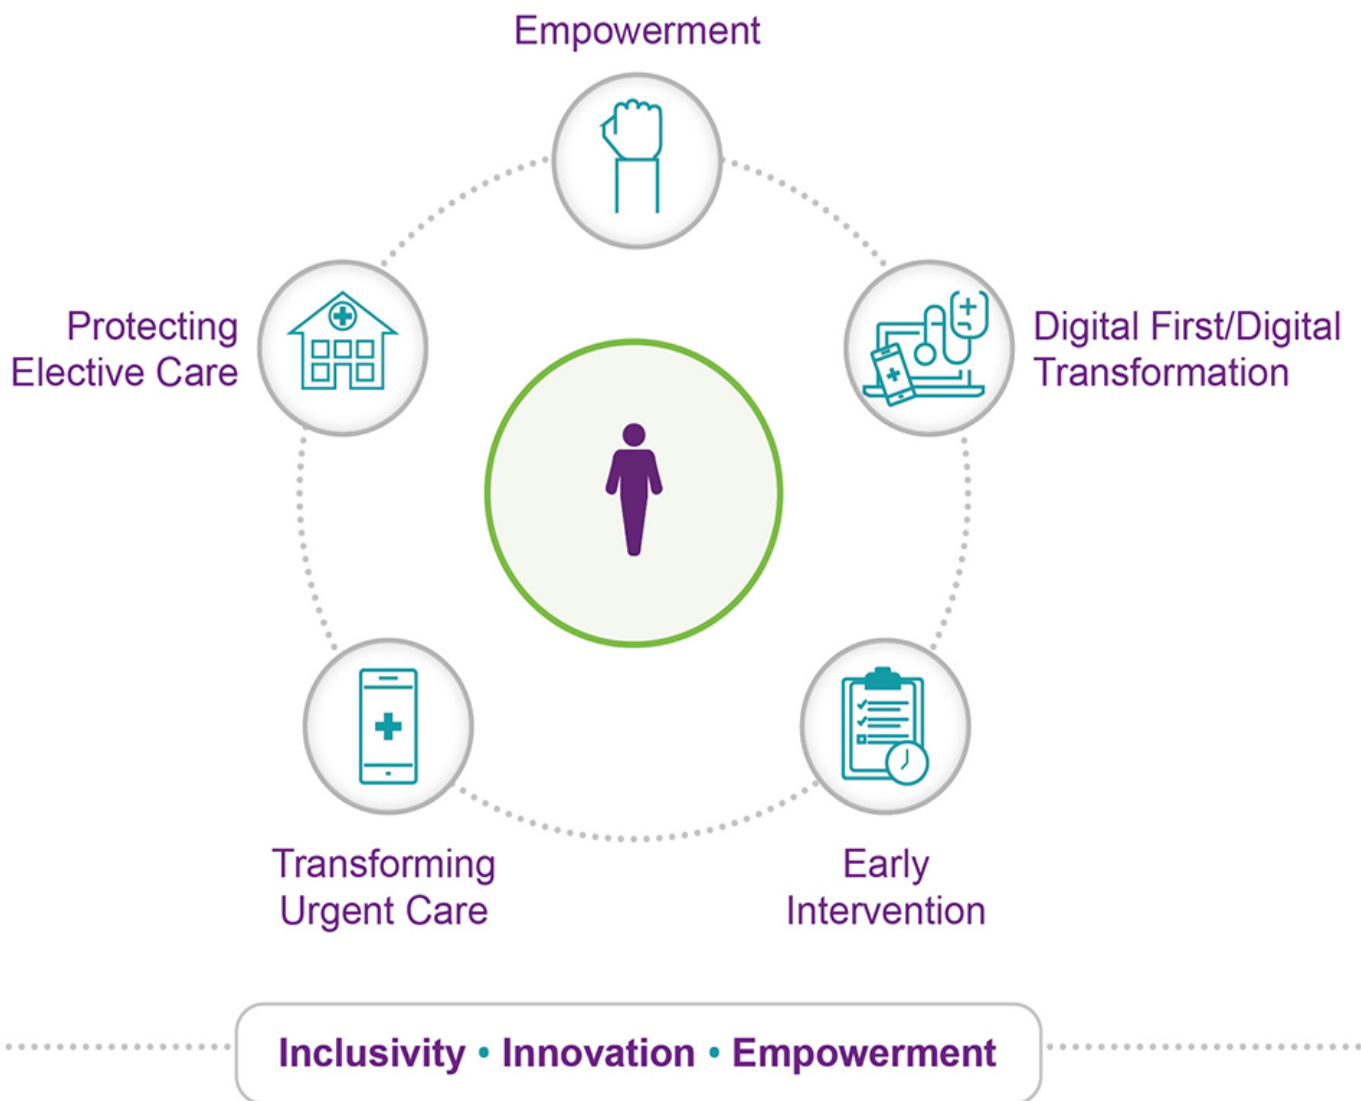 Empowerment
Protecting
Elective Care
Digital First/Digital
Transformation
Transforming
Urgent Care
Early
Intervention
Inclusivity • Innovation • Empowerment